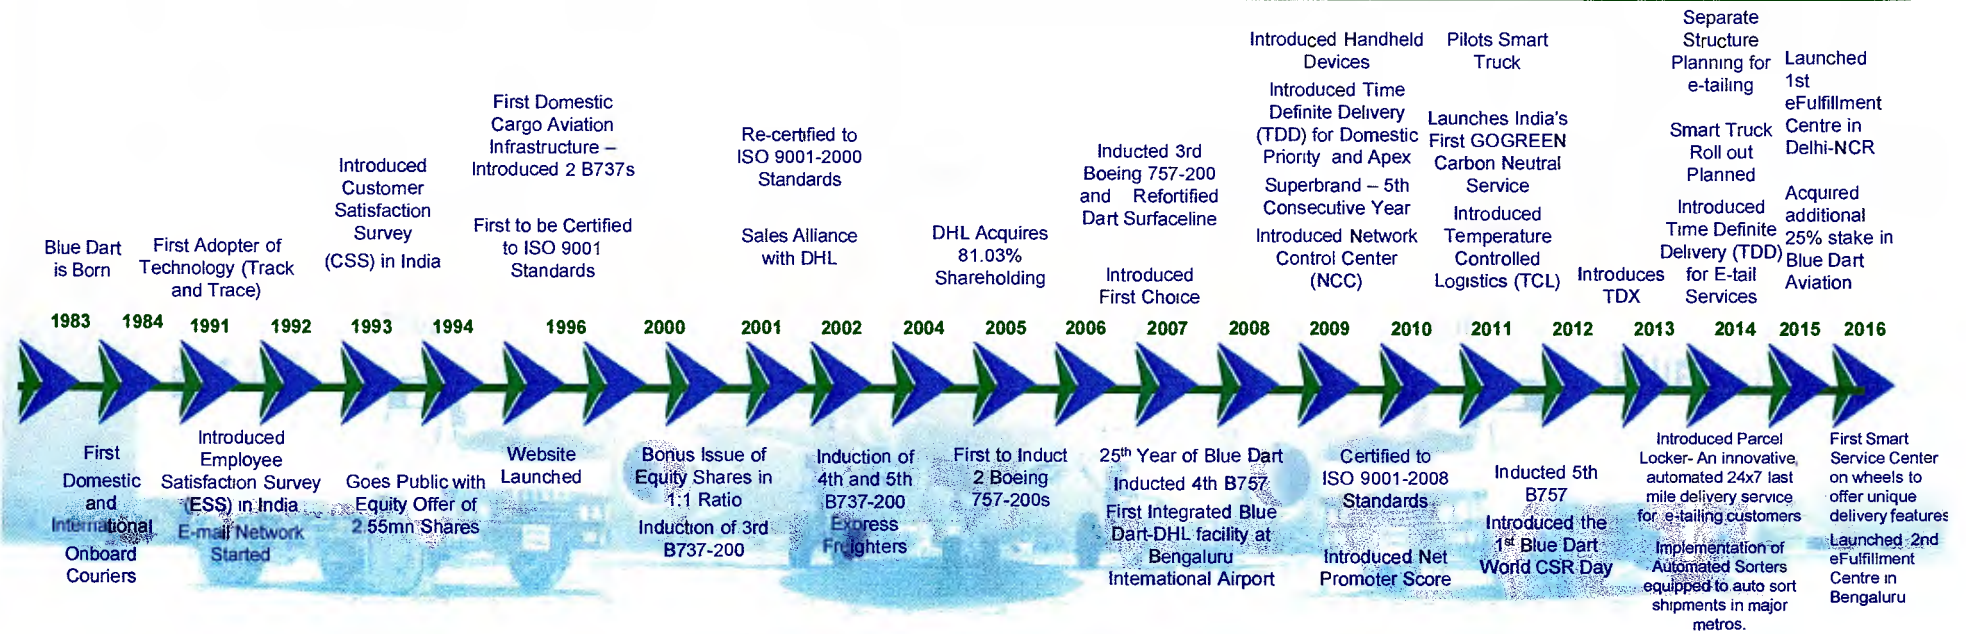 Blue Dart
is Born
First Adopter of
Technology (Track
and Trace)
Introduced
Customer
Satisfaction
Survey
(CSS) in India
First Domestic
Cargo Aviation
Infrastructure –
Introduced 2 B737s
First to be Certified
to ISO 9001
Standards
Re-certified to
ISO 9001-2000
Standards
Sales Alliance
with DHL
DHL Acquires
81.03%
Shareholding
Inducted 3rd
Boeing 757-200
and Refortified
Dart Surfaceline
Introduced
First Choice
Introduced Handheld
Devices
Introduced Time
Definite Delivery
(TDD) for Domestic
Priority and Apex
Superbrand – 5th
Consecutive Year
Introduced Network
Control Center
(NCC)
Pilots Smart
Truck
Launches India's
First GOGREEN
Carbon Neutral
Service
Introduced
Temperature
Controlled
Logistics (TCL)
Introduces
TDX
Separate
Structure
Planning for
e-tailing
Smart Truck
Roll out
Planned
Introduced
Time Definite
Delivery (TDD)
for E-tail
Services
Launched
1st
eFulfillment
Centre in
Delhi-NCR
Acquired
additional
25% stake in
Blue Dart
Aviation
1983 1984 1991 1992 1993 1994 1996 2000 2001 2002 2004 2005 2006 2007 2008 2009 2010 2011 2012 2013 2014 2015 2016
First
Domestic
and
International
Onboard
Couriers
Introduced
Employee
Satisfaction Survey
(ESS) in India
E-mail Network
Started
Goes Public with
Equity Offer of
2.55mn Shares
Website
Launched
Bonus Issue of
Equity Shares in
1:1 Ratio
Induction of 3rd
B737-200
Induction of
4th and 5th
B737-200
Express
Freighters
First to Induct
2 Boeing
757-200s
25th Year of Blue Dart
Inducted 4th B757
First Integrated Blue
Dart-DHL facility at
Bengaluru
International Airport
Certified to
ISO 9001-2008
Standards
Introduced Net
Promoter Score
Inducted 5th
B757
Introduced the
1st Blue Dart
World CSR Day
Introduced Parcel
Locker- An innovative,
automated 24x7 last
mile delivery service
for e-tailing customers
Implementation of
Automated Sorters
equipped to auto sort
shipments in major
metros.
First Smart
Service Center
on wheels to
offer unique
delivery features
Launched 2nd
eFulfillment
Centre in
Bengaluru